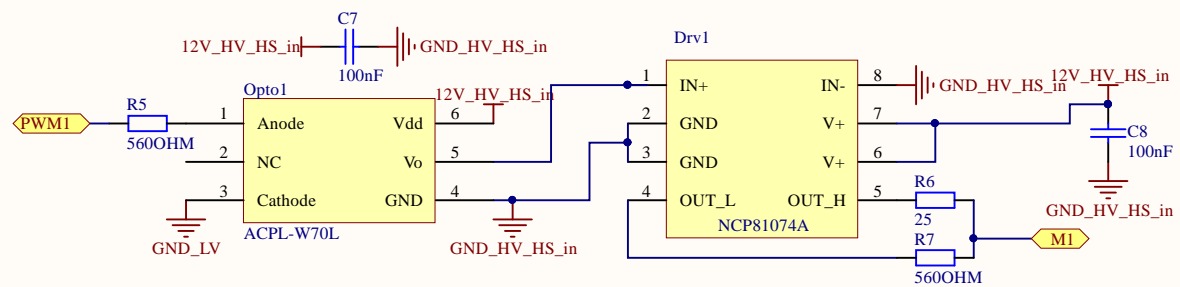 C7
Drv1
12V_HV_HS_in
GND_HV_HS_in
100nF
12V_HV_HS_in
1 IN+ IN- 8
GND_HV_HS_in
Opto1
12V_HV_HS_in
R5
PWM1
560OHM
1 Anode Vdd 6
2 GND V+ 7
C8
100nF
2 NC Vo 5
3 GND V+ 6
3 Cathode GND 4
4 OUT_L OUT_H 5
R6
25
GND_HV_HS_in
GND_LV
ACPL-W70L
GND_HV_HS_in
NCP81074A
R7
560OHM
M1